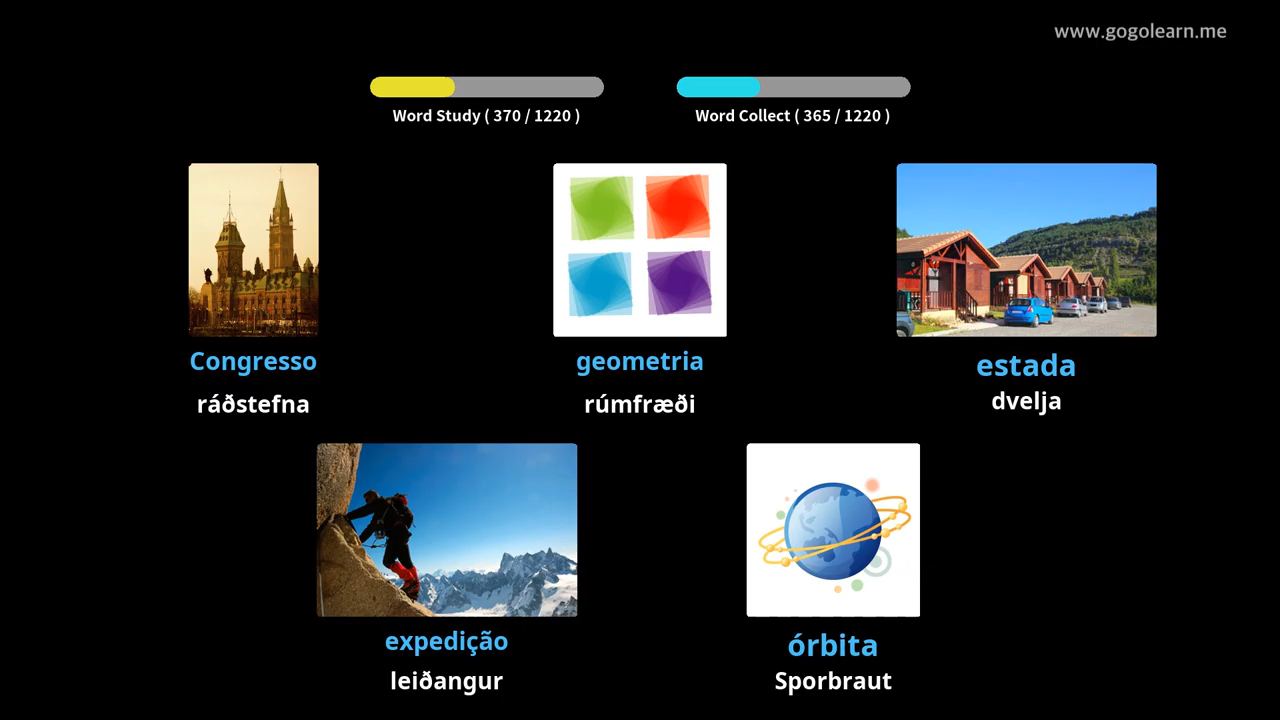 www.gogolearn.me
Word Study ( 370 / 1220 )
Word Collect ( 365 / 1220 )
Congresso
ráðstefna
geometria
rúmfræði
estada
dvelja
expedição
leiðangur
órbita
Sporbraut